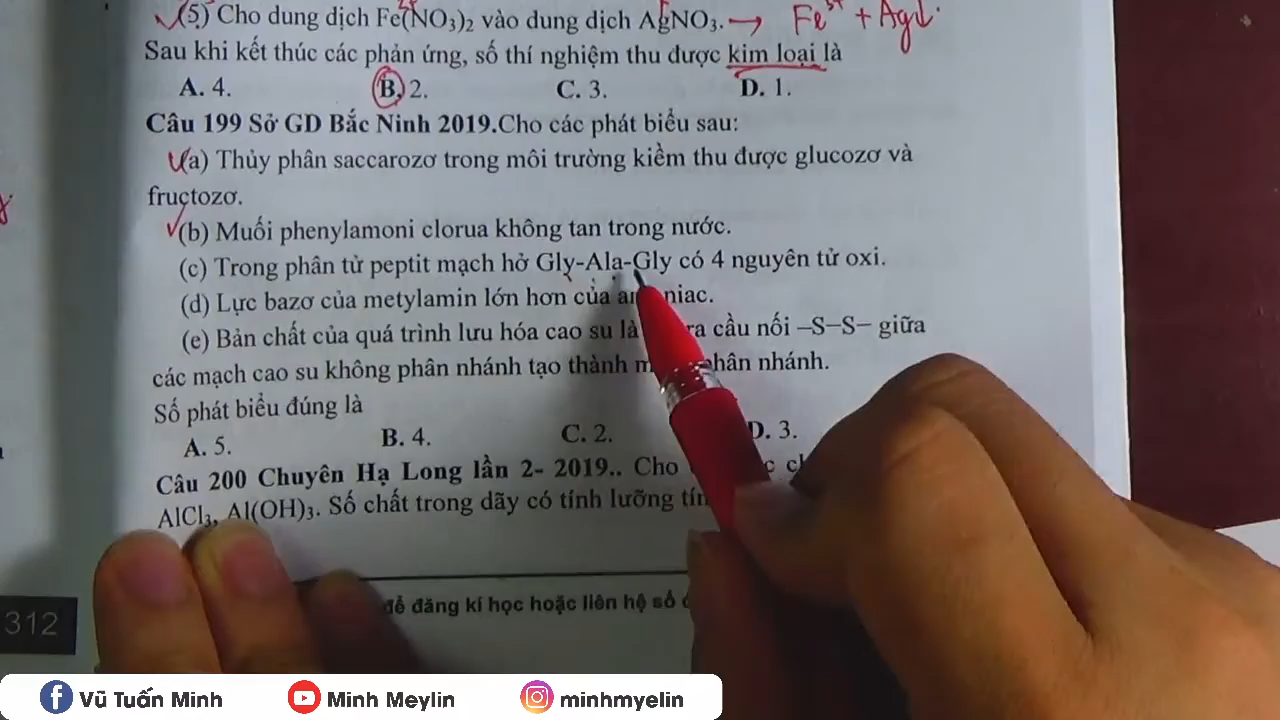 (5) Cho dung dịch Fe(NO₃)₂ vào dung dịch AgNO₃. → Fe³⁺ + Ag↓
Sau khi kết thúc các phản ứng, số thí nghiệm thu được kim loại là
A. 4. B. 2. C. 3. D. 1.
Câu 199 Sở GD Bắc Ninh 2019.Cho các phát biểu sau:
(a) Thủy phân saccarozơ trong môi trường kiềm thu được glucozơ và
fructozơ.
(b) Muối phenylamoni clorua không tan trong nước.
(c) Trong phân tử peptit mạch hở Gly-Ala-Gly có 4 nguyên tử oxi.
(d) Lực bazơ của metylamin lớn hơn của niac.
(e) Bản chất của quá trình lưu hóa cao su là ra cầu nối –S–S– giữa
các mạch cao su không phân nhánh tạo thành phân nhánh.
Số phát biểu đúng là
A. 5. B. 4. C. 2. D. 3.
Câu 200 Chuyên Hạ Long lần 2- 2019.. Cho
AlCl₃, Al(OH)₃. Số chất trong dãy có tính lưỡng
để đăng kí học hoặc liên hệ số
312
Vũ Tuấn Minh Minh Meylin minhmyelin